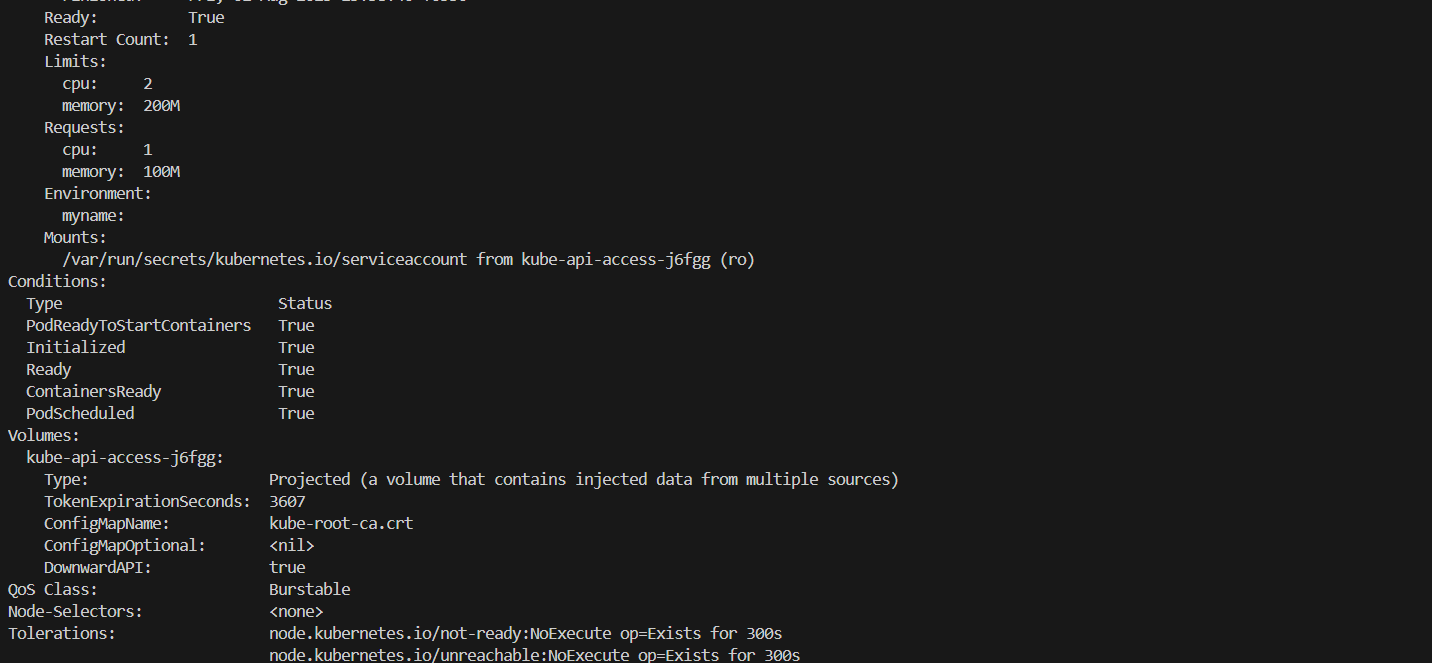 Ready: True
Restart Count: 1
Limits:
cpu: 2
memory: 200M
Requests:
cpu: 1
memory: 100M
Environment:
myname:
Mounts:
/var/run/secrets/kubernetes.io/serviceaccount from kube-api-access-j6fgg (ro)
Conditions:
Type Status
PodReadyToStartContainers True
Initialized True
Ready True
ContainersReady True
PodScheduled True
Volumes:
kube-api-access-j6fgg:
Type: Projected (a volume that contains injected data from multiple sources)
TokenExpirationSeconds: 3607
ConfigMapName: kube-root-ca.crt
ConfigMapOptional: <nil>
DownwardAPI: true
QoS Class: Burstable
Node-Selectors: <none>
Tolerations: node.kubernetes.io/not-ready:NoExecute op=Exists for 300s
node.kubernetes.io/unreachable:NoExecute op=Exists for 300s